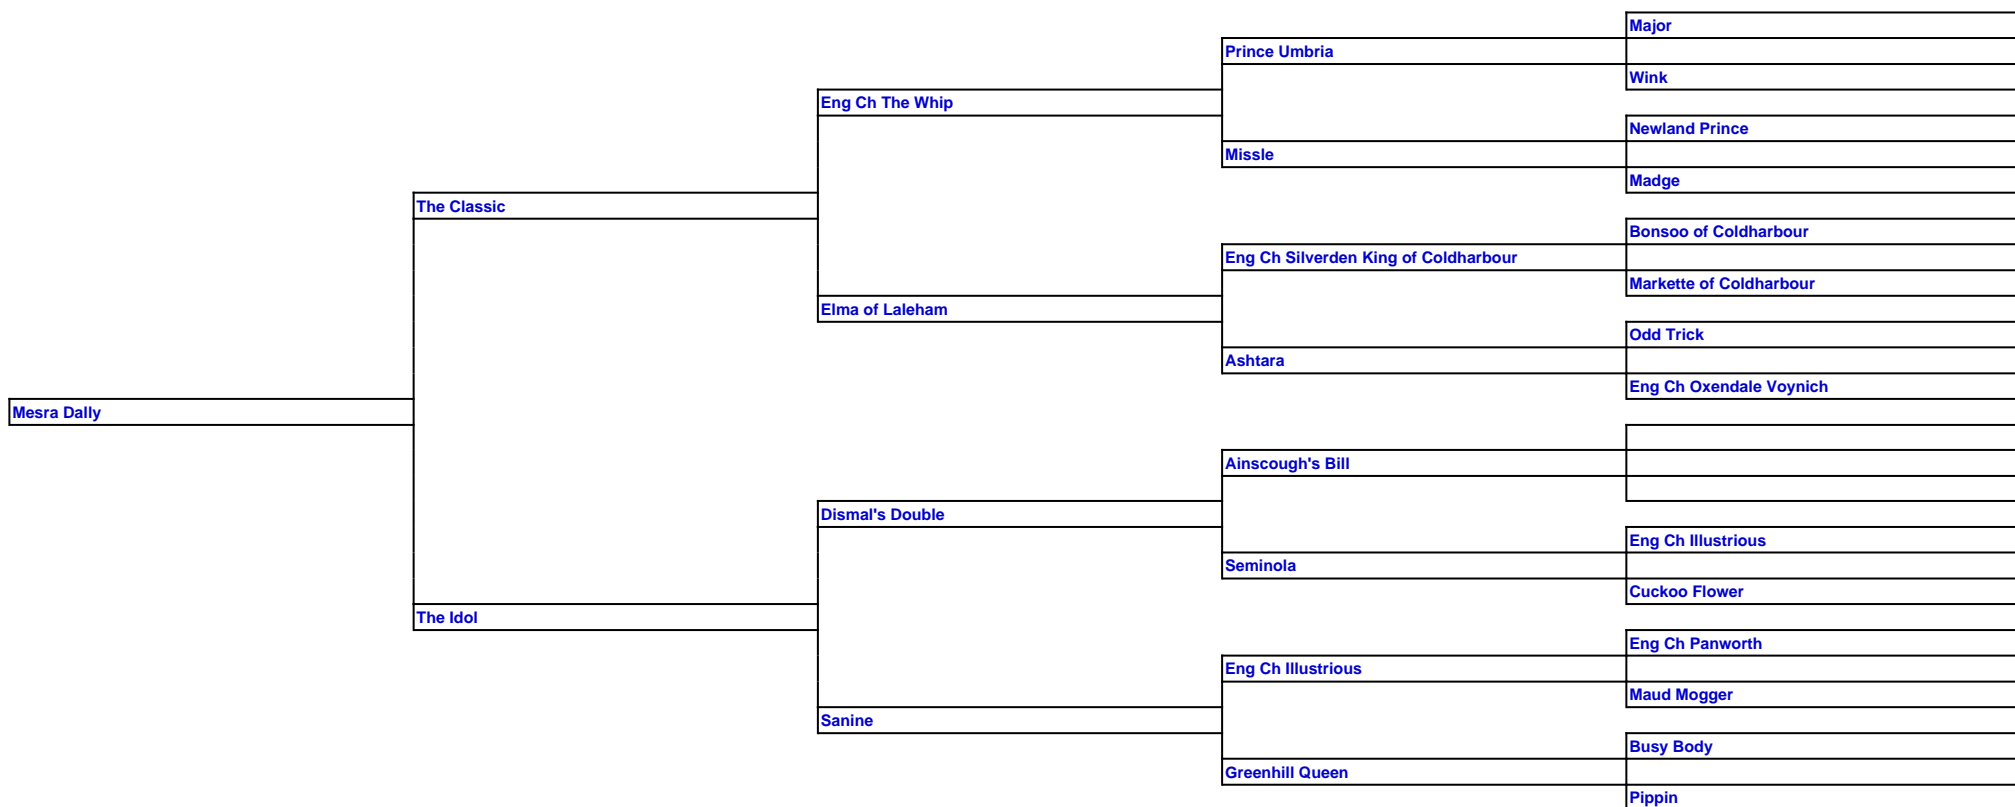 Major
Prince Umbria
Wink
Eng Ch The Whip
Newland Prince
Missle
Madge
The Classic
Bonsoo of Coldharbour
Eng Ch Silverden King of Coldharbour
Markette of Coldharbour
Elma of Laleham
Odd Trick
Ashtara
Eng Ch Oxendale Voynich
Mesra Dally
Ainscough's Bill
Dismal's Double
Eng Ch Illustrious
Seminola
Cuckoo Flower
The Idol
Eng Ch Panworth
Eng Ch Illustrious
Maud Mogger
Sanine
Busy Body
Greenhill Queen
Pippin